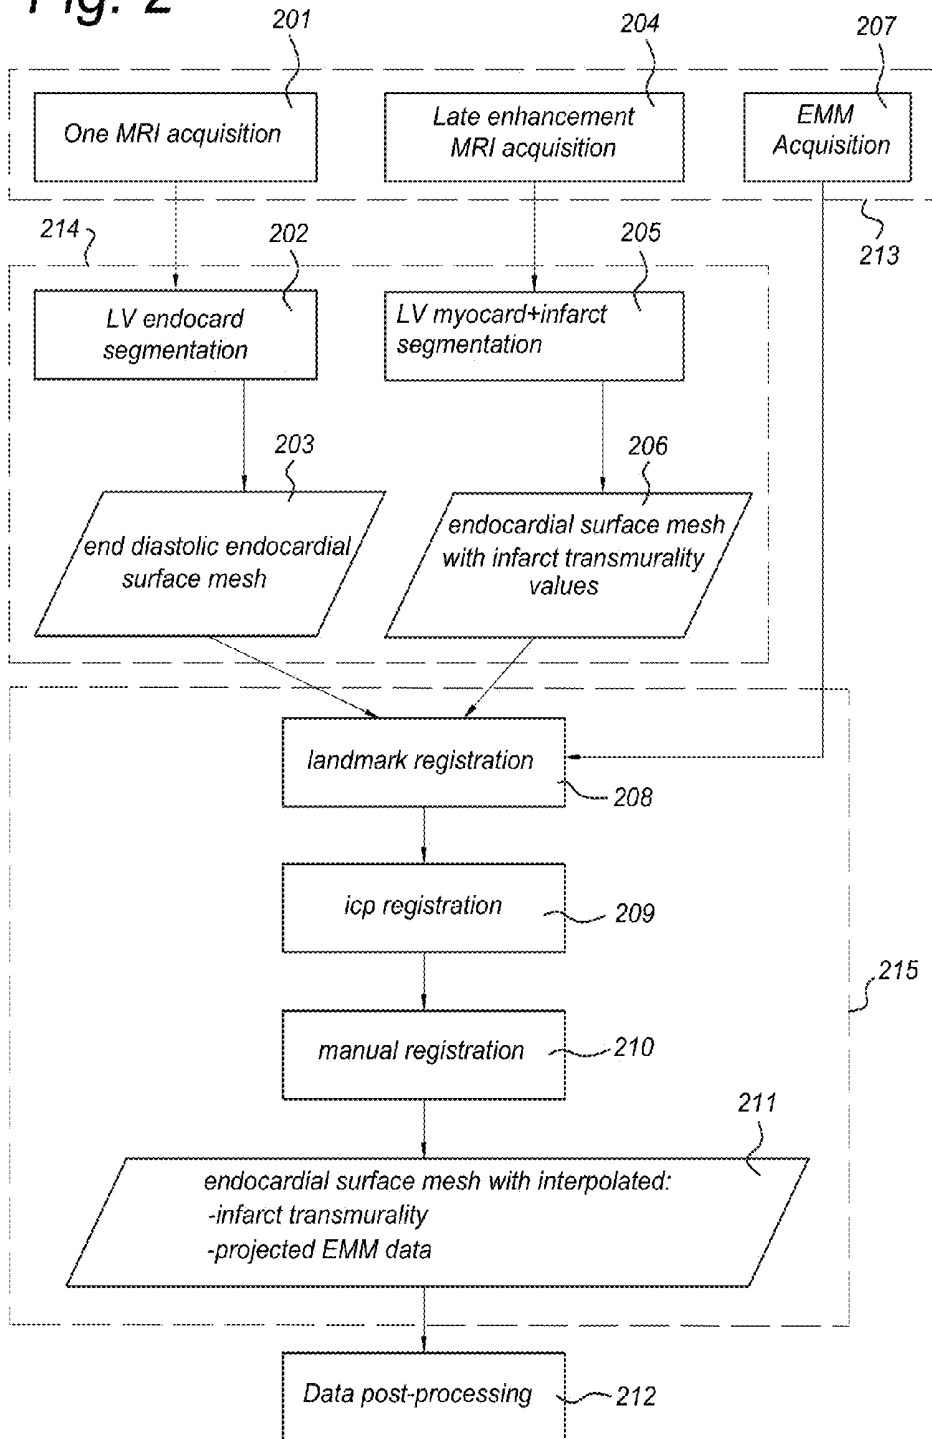 Fig. 2
201
204
207
One MRI acquisition
Late enhancement
MRI acquisition
EMM
Acquisition
214
202
205
213
LV endocard
segmentation
LV myocard+infarct
segmentation
203
206
end diastolic endocardial
surface mesh
endocardial surface mesh
with infarct transmurality
values
landmark registration
208
icp registration
209
215
manual registration
210
211
endocardial surface mesh with interpolated:
-infarct transmurality
-projected EMM data
Data post-processing
212